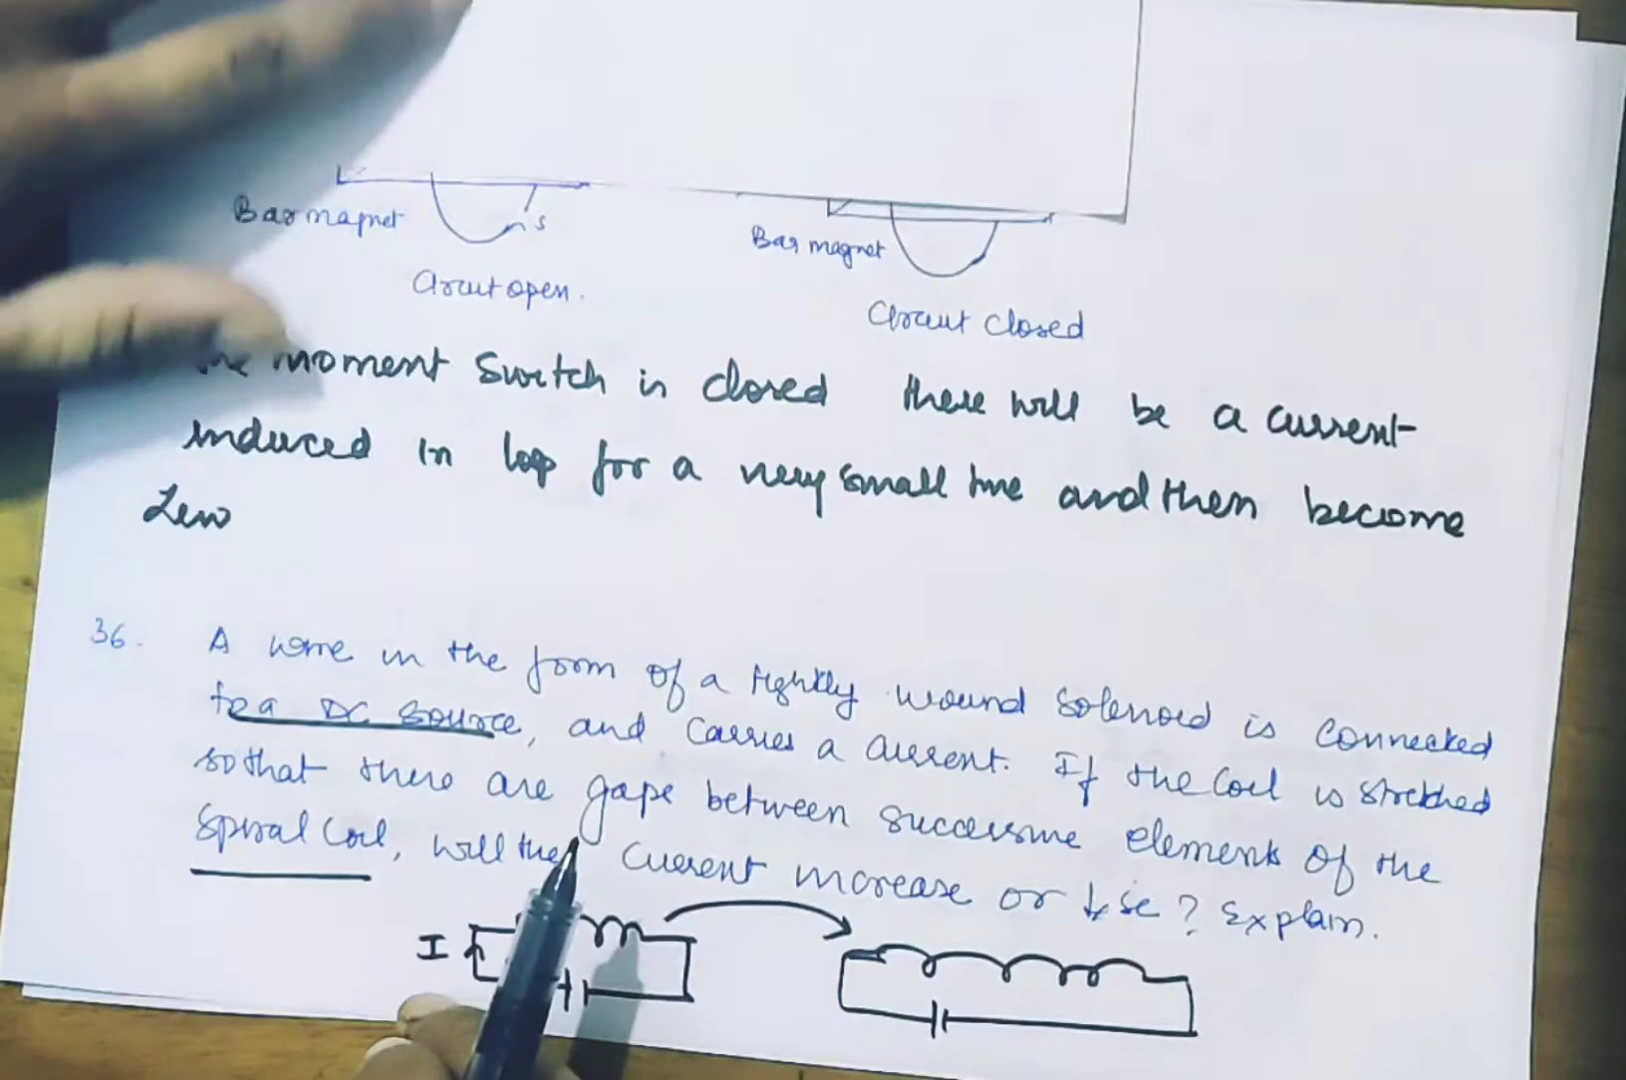 Bar magnet
s
Bar magnet
Circuit open.
Circuit closed
moment switch is closed there will be a current
induced in loop for a very small time and then become
Zero
36. A wire in the form of a tightly wound solenoid is connected
to a DC source, and carries a current. If the coil is stretched
so that there are gaps between successive elements of the
spiral coil, will the current increase or ↓se? Explain.
I